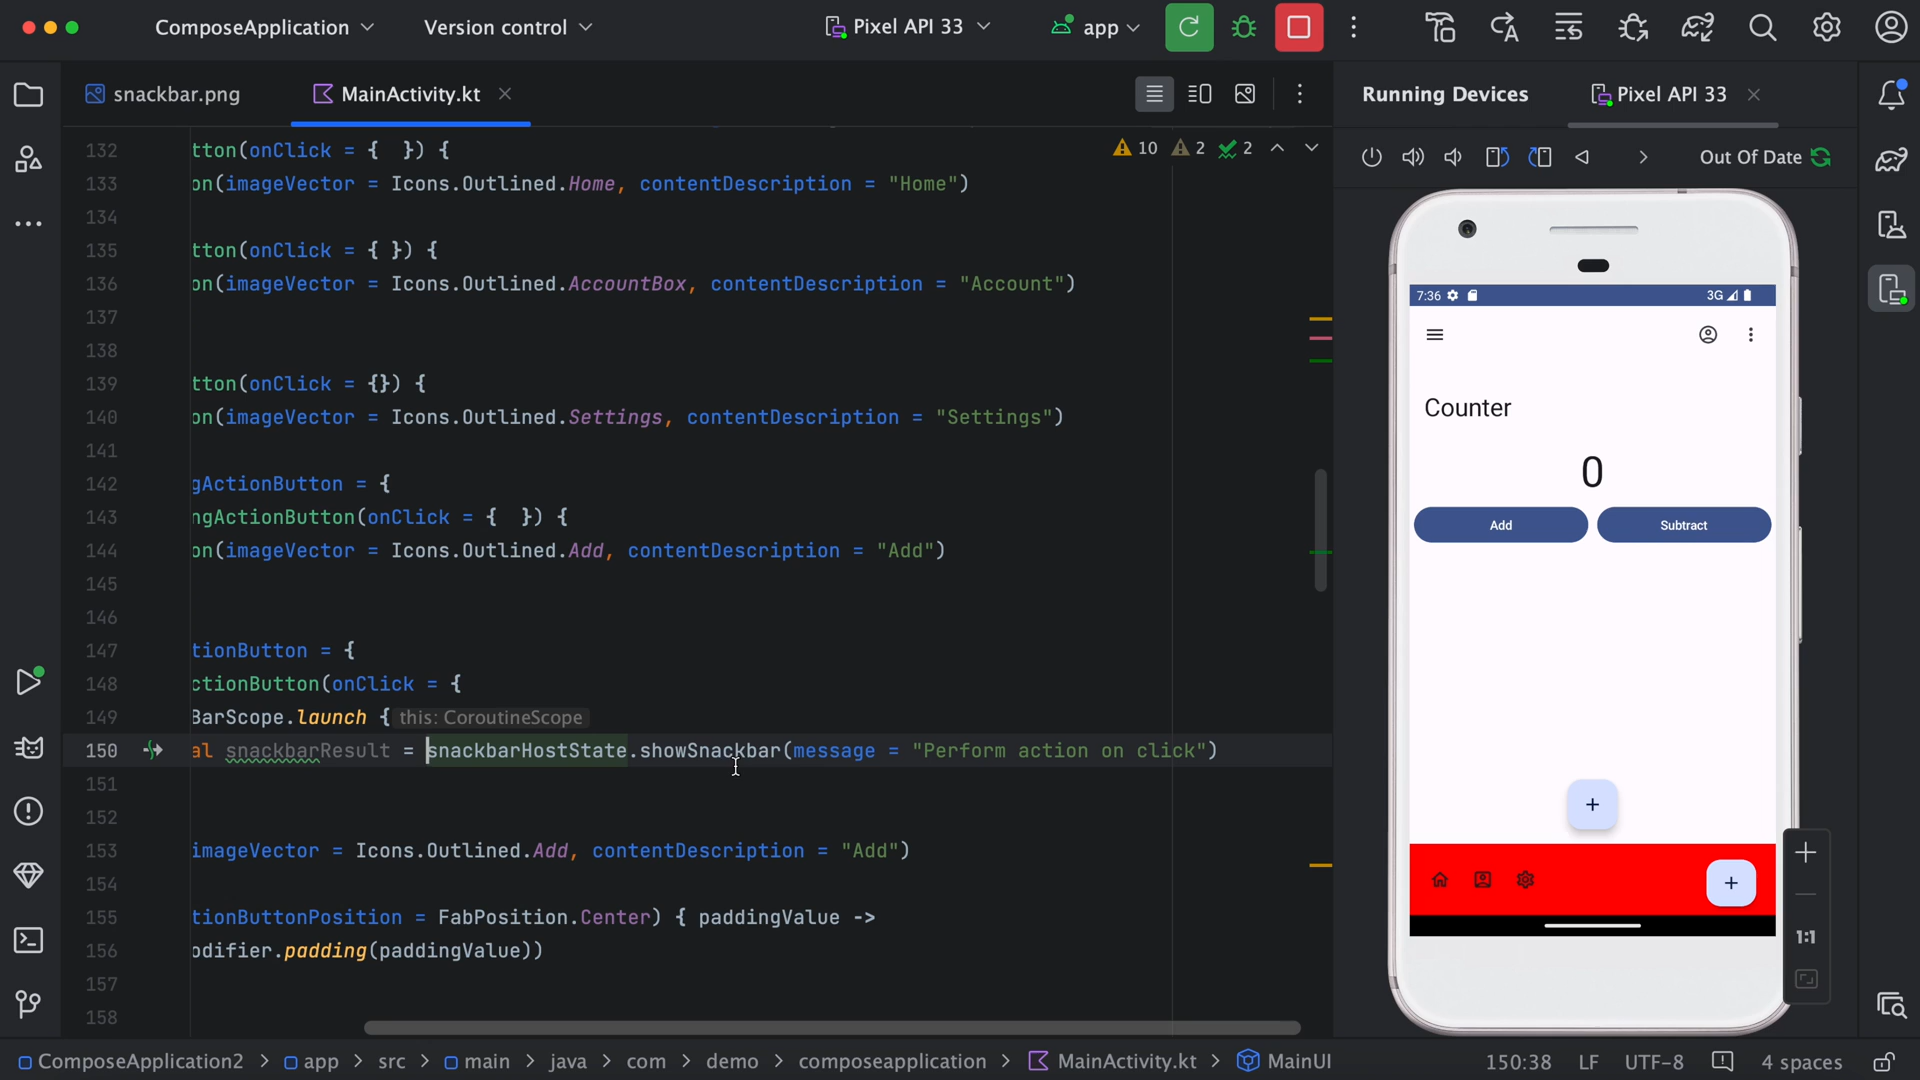 ComposeApplication Version control Pixel API 33 app
snackbar.png MainActivity.kt
10 2 2
132 tton(onClick = {  }) {
133 on(imageVector = Icons.Outlined.Home, contentDescription = "Home")
134
135 tton(onClick = { }) {
136 on(imageVector = Icons.Outlined.AccountBox, contentDescription = "Account")
137
138
139 tton(onClick = {}) {
140 on(imageVector = Icons.Outlined.Settings, contentDescription = "Settings")
141
142 gActionButton = {
143 ngActionButton(onClick = {  }) {
144 on(imageVector = Icons.Outlined.Add, contentDescription = "Add")
145
146
147 tionButton = {
148 ctionButton(onClick = {
149 BarScope.launch { this: CoroutineScope
150 al snackbarResult = snackbarHostState.showSnackbar(message = "Perform action on click")
151
152
153 imageVector = Icons.Outlined.Add, contentDescription = "Add")
154
155 tionButtonPosition = FabPosition.Center) { paddingValue ->
156 odifier.padding(paddingValue))
157
158
Running Devices Pixel API 33
Out Of Date
7:36 3G
Counter
0
Add Subtract
+
+
1:1
ComposeApplication2 > app > src > main > java > com > demo > composeapplication > MainActivity.kt > MainUI
150:38 LF UTF-8 4 spaces